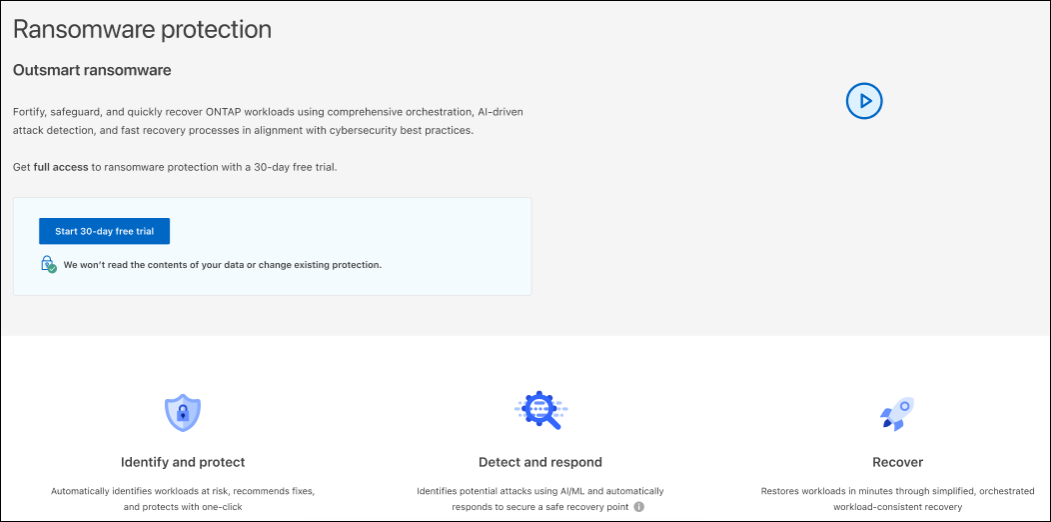 Ransomware protection
Outsmart ransomware
Fortify, safeguard, and quickly recover ONTAP workloads using comprehensive orchestration, AI-driven
attack detection, and fast recovery processes in alignment with cybersecurity best practices.
Get full access to ransomware protection with a 30-day free trial.
Start 30-day free trial
We won't read the contents of your data or change existing protection.
Identify and protect
Automatically identifies workloads at risk, recommends fixes,
and protects with one-click
Detect and respond
Identifies potential attacks using AI/ML and automatically
responds to secure a safe recovery point
Recover
Restores workloads in minutes through simplified, orchestrated
workload-consistent recovery